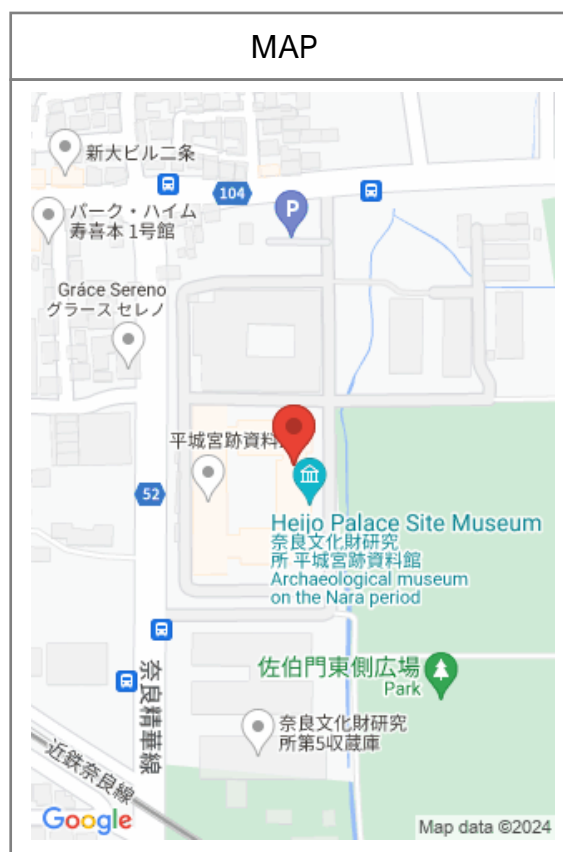 MAP
新大ビル二条
104
P
パーク・ハイム
寿喜本 1号館
Gráce Sereno
グラース セレノ
平城宮跡資料
52
Heijo Palace Site Museum
奈良文化財研究
所 平城宮跡資料館
Archaeological museum
on the Nara period
佐伯門東側広場
Park
奈良精華線
奈良文化財研究
所第5収蔵庫
近鉄奈良線
Google
Map data ©2024